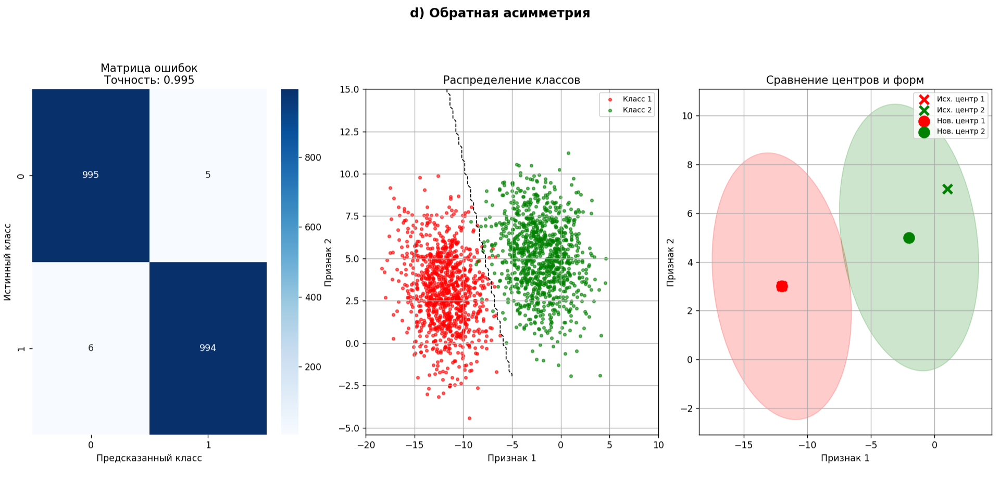 d) Обратная асимметрия
Матрица ошибок
Точность: 0.995
995
5
6
994
0
1
0
1
Истинный класс
Предсказанный класс
800
600
400
200
Распределение классов
Класс 1
Класс 2
15.0
12.5
10.0
7.5
5.0
2.5
0.0
−2.5
−5.0
Признак 2
−20
−15
−10
−5
0
5
10
Признак 1
Сравнение центров и форм
Исх. центр 1
Исх. центр 2
Нов. центр 1
Нов. центр 2
10
8
6
4
2
0
−2
Признак 2
−15
−10
−5
0
Признак 1